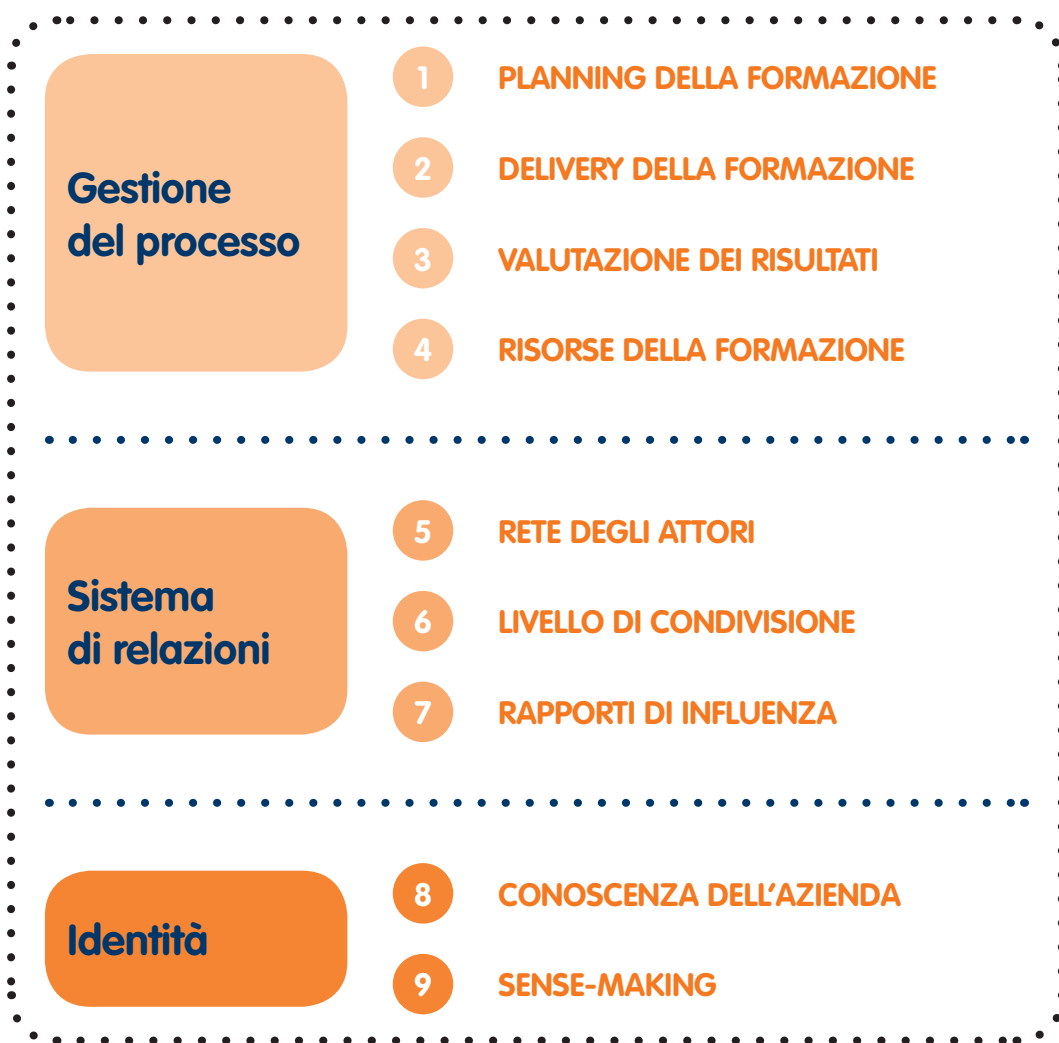 Gestione
del processo
1 PLANNING DELLA FORMAZIONE
2 DELIVERY DELLA FORMAZIONE
3 VALUTAZIONE DEI RISULTATI
4 RISORSE DELLA FORMAZIONE
Sistema
di relazioni
5 RETE DEGLI ATTORI
6 LIVELLO DI CONDIVISIONE
7 RAPPORTI DI INFLUENZA
Identità
8 CONOSCENZA DELL’AZIENDA
9 SENSE-MAKING